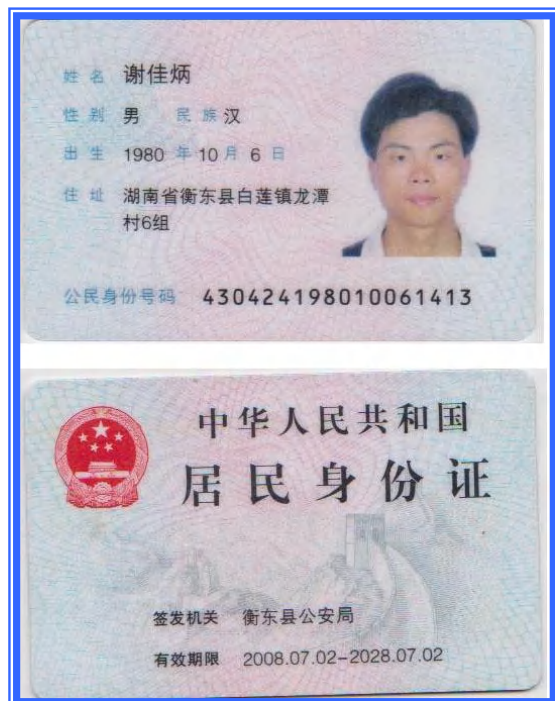 姓名 谢佳炳
性别 男 民族 汉
出生 1980 年 10 月 6 日
住址 湖南省衡东县白莲镇龙潭
村6组
公民身份号码 430424198010061413
中华人民共和国
居民身份证
签发机关 衡东县公安局
有效期限 2008.07.02-2028.07.02